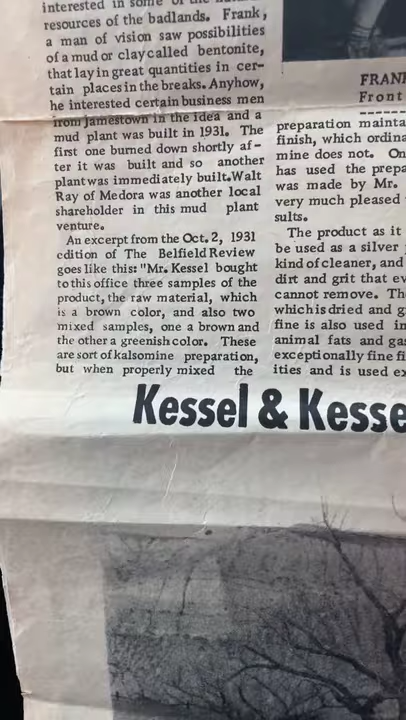 interested in some of the
resources of the badlands. Frank,
a man of vision saw possibilities
of a mud or clay called bentonite,
that lay in great quantities in cer-
tain places in the breaks. Anyhow,
he interested certain business men
from Jamestown in the idea and a
mud plant was built in 1931. The
first one burned down shortly af-
ter it was built and so another
plant was immediately built.Walt
Ray of Medora was another local
shareholder in this mud plant
venture.
An excerpt from the Oct. 2, 1931
edition of The Belfield Review
goes like this: "Mr. Kessel bought
to this office three samples of the
product, the raw material, which
is a brown color, and also two
mixed samples, one a brown and
the other a greenish color. These
are sort of kalsomine preparation,
but when properly mixed the
FRAN
Front
preparation mainta
finish, which ordina
mine does not. On
has used the prepa
was made by Mr.
very much pleased
sults.
The product as it
be used as a silver
kind of cleaner, and
dirt and grit that ev
cannot remove. Th
which is dried and g
fine is also used in
animal fats and gas
exceptionally fine fi
ities and is used ex
Kessel & Kesse